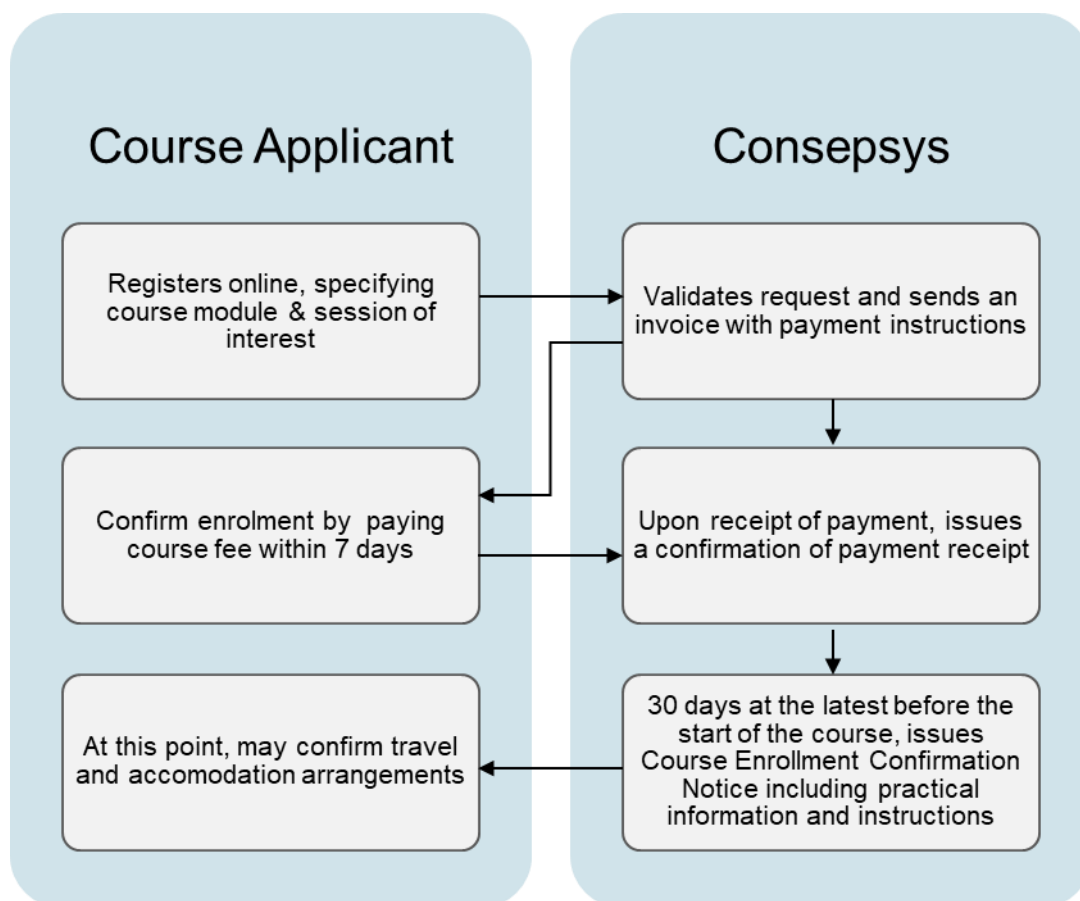 Course Applicant
Consepsys
Registers online, specifying
course module & session of
interest
Validates request and sends an
invoice with payment instructions
Confirm enrolment by paying
course fee within 7 days
Upon receipt of payment, issues
a confirmation of payment receipt
At this point, may confirm travel
and accomodation arrangements
30 days at the latest before the
start of the course, issues
Course Enrollment Confirmation
Notice including practical
information and instructions